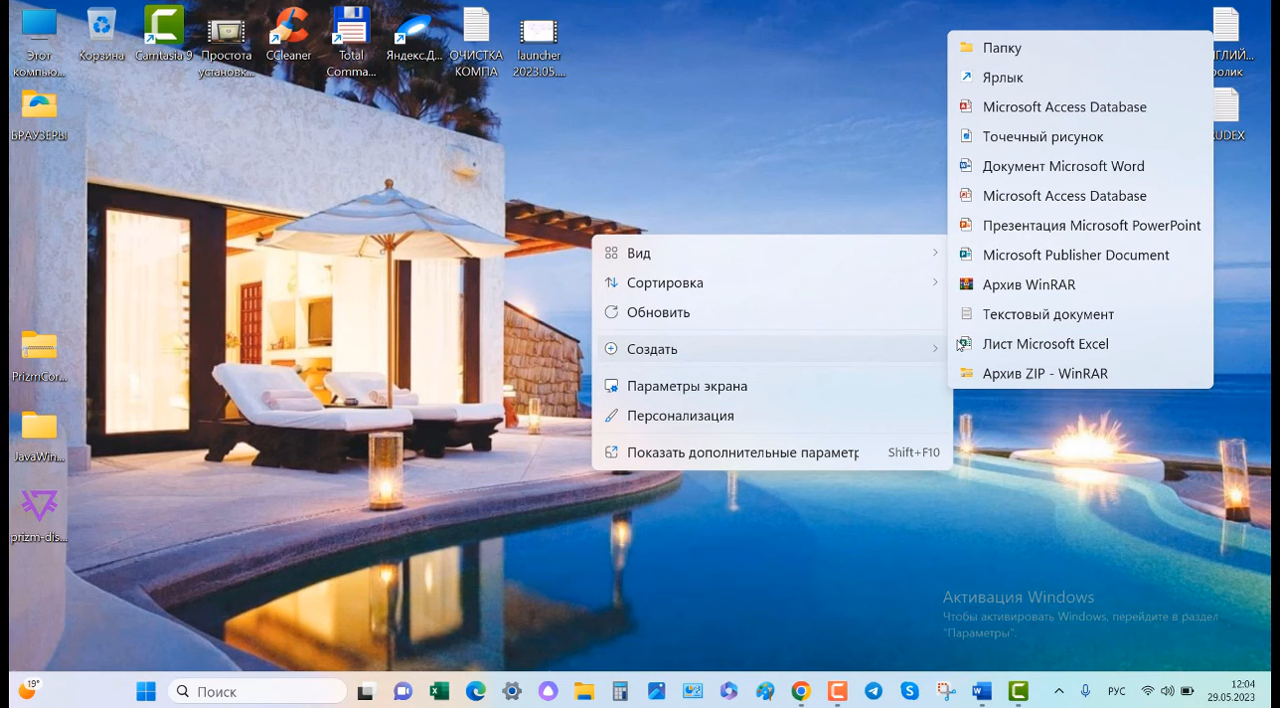 Этот
компью...
Корзина
Camtasia 9
Простота
установк...
CCleaner
Total
Comma...
Яндекс.Д...
ОЧИСТКА
КОМПА
launcher
2023.05....
БРАУЗЕРЫ
PrizmCor...
JavaWin...
prizm-dis...
ГЛИЙ...
ролик
RUDEX
Вид
Сортировка
Обновить
Создать
Параметры экрана
Персонализация
Показать дополнительные параметр Shift+F10
Папку
Ярлык
Microsoft Access Database
Точечный рисунок
Документ Microsoft Word
Microsoft Access Database
Презентация Microsoft PowerPoint
Microsoft Publisher Document
Архив WinRAR
Текстовый документ
Лист Microsoft Excel
Архив ZIP - WinRAR
Активация Windows
Чтобы активировать Windows, перейдите в раздел
"Параметры".
19°
Поиск
РУС
12:04
29.05.2023